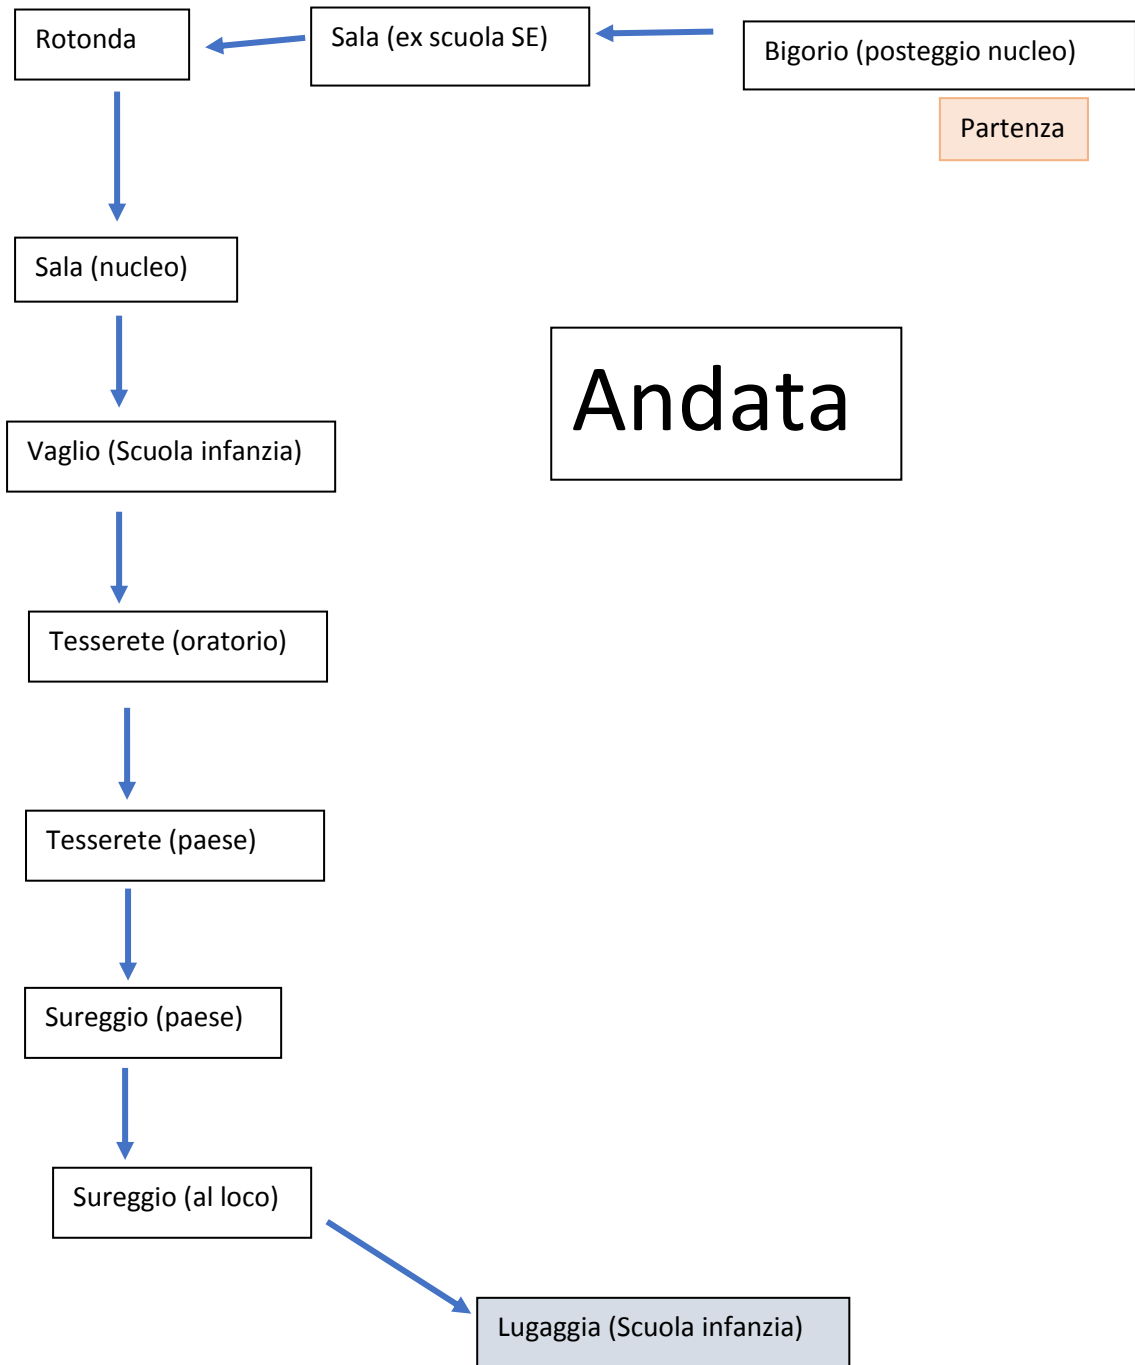 Rotonda
Sala (ex scuola SE)
Bigorio (posteggio nucleo)
Partenza
Sala (nucleo)
Andata
Vaglio (Scuola infanzia)
Tesserete (oratorio)
Tesserete (paese)
Sureggio (paese)
Sureggio (al loco)
Lugaggia (Scuola infanzia)